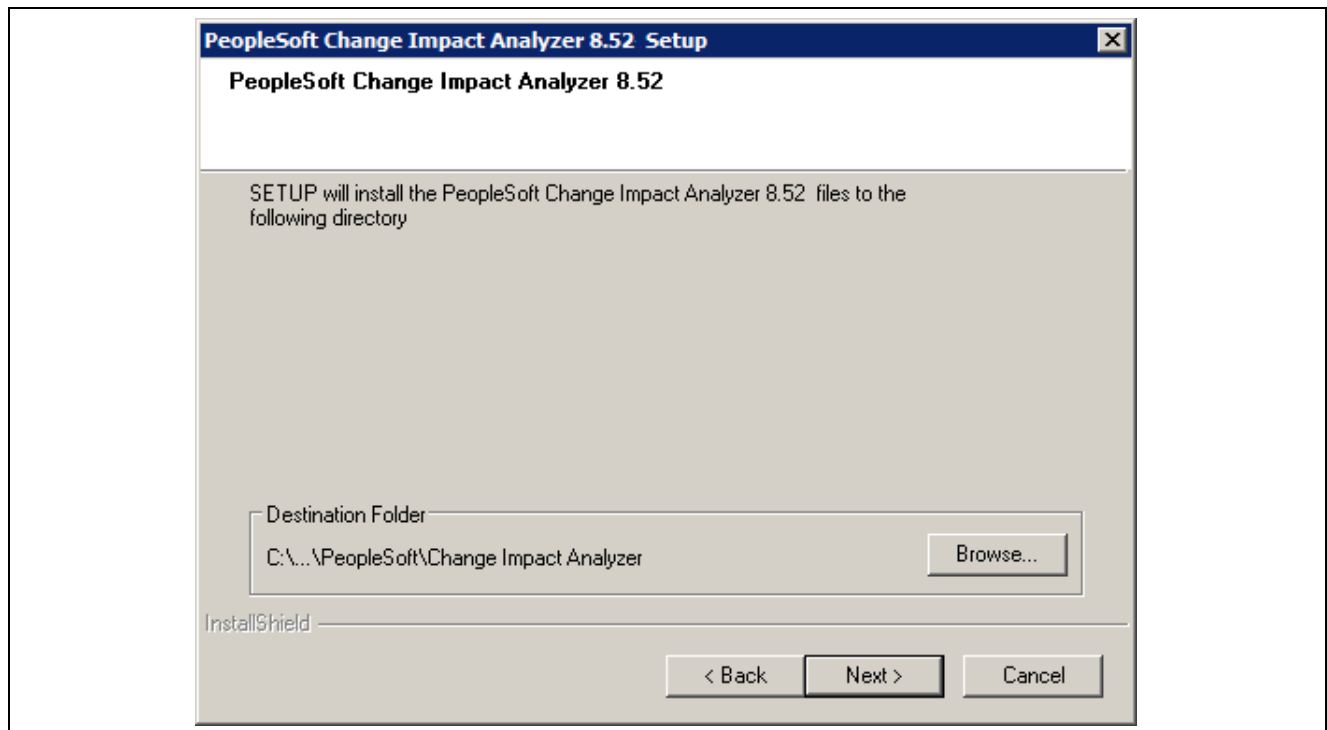 PeopleSoft Change Impact Analyzer 8.52 Setup
PeopleSoft Change Impact Analyzer 8.52
SETUP will install the PeopleSoft Change Impact Analyzer 8.52 files to the
following directory
Destination Folder
C:\...\PeopleSoft\Change Impact Analyzer
Browse...
InstallShield
< Back
Next >
Cancel